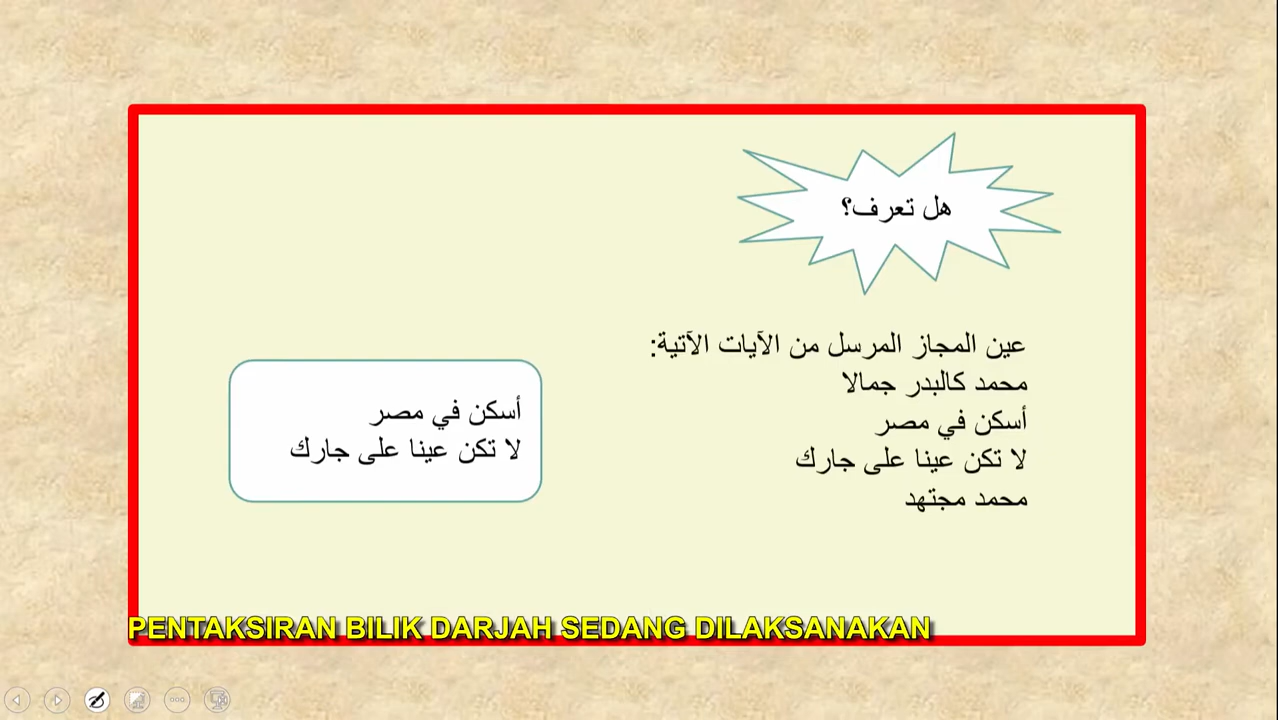 هل تعرف؟
عين المجاز المرسل من الآيات الآتية:
محمد كالبدر جمالا
أسكن في مصر
لا تكن عينا على جارك
محمد مجتهد
أسكن في مصر
لا تكن عينا على جارك
PENTAKSIRAN BILIK DARJAH SEDANG DILAKSANAKAN